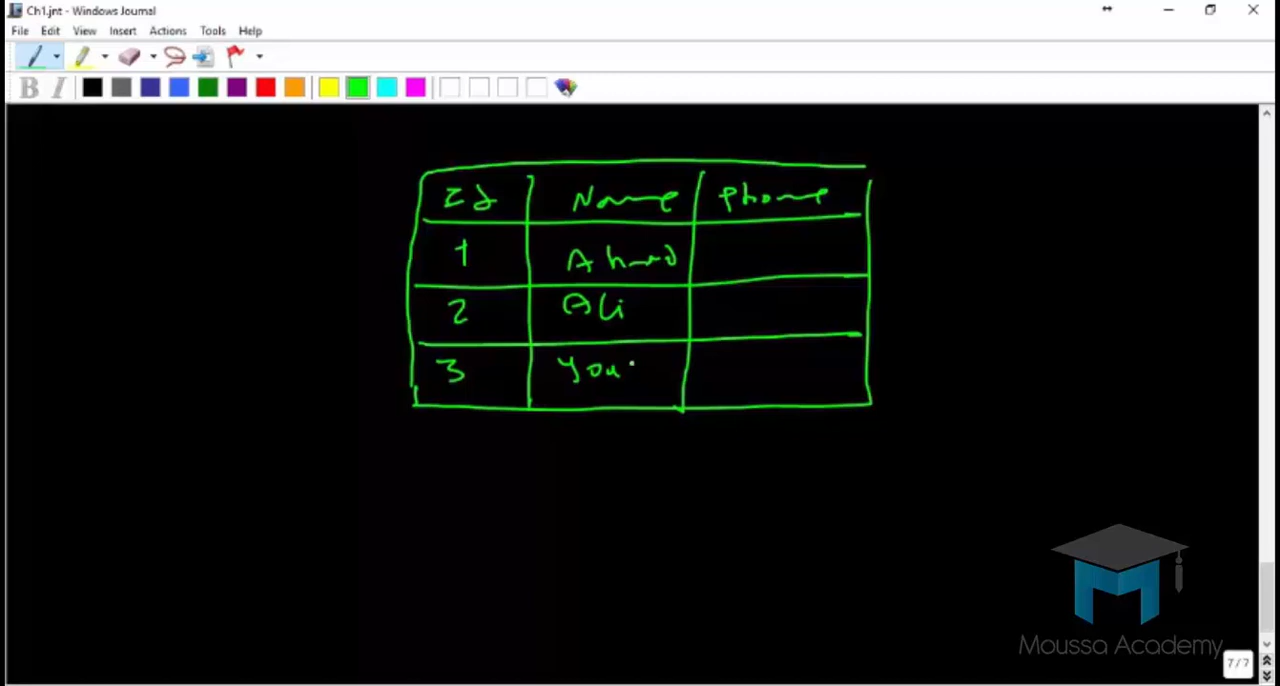 Ch1.jnt - Windows Journal
File Edit View Insert Actions Tools Help
B I
Id Name Phone
1 Ahmed
2 Ali
3 You
Moussa Academy
7/7